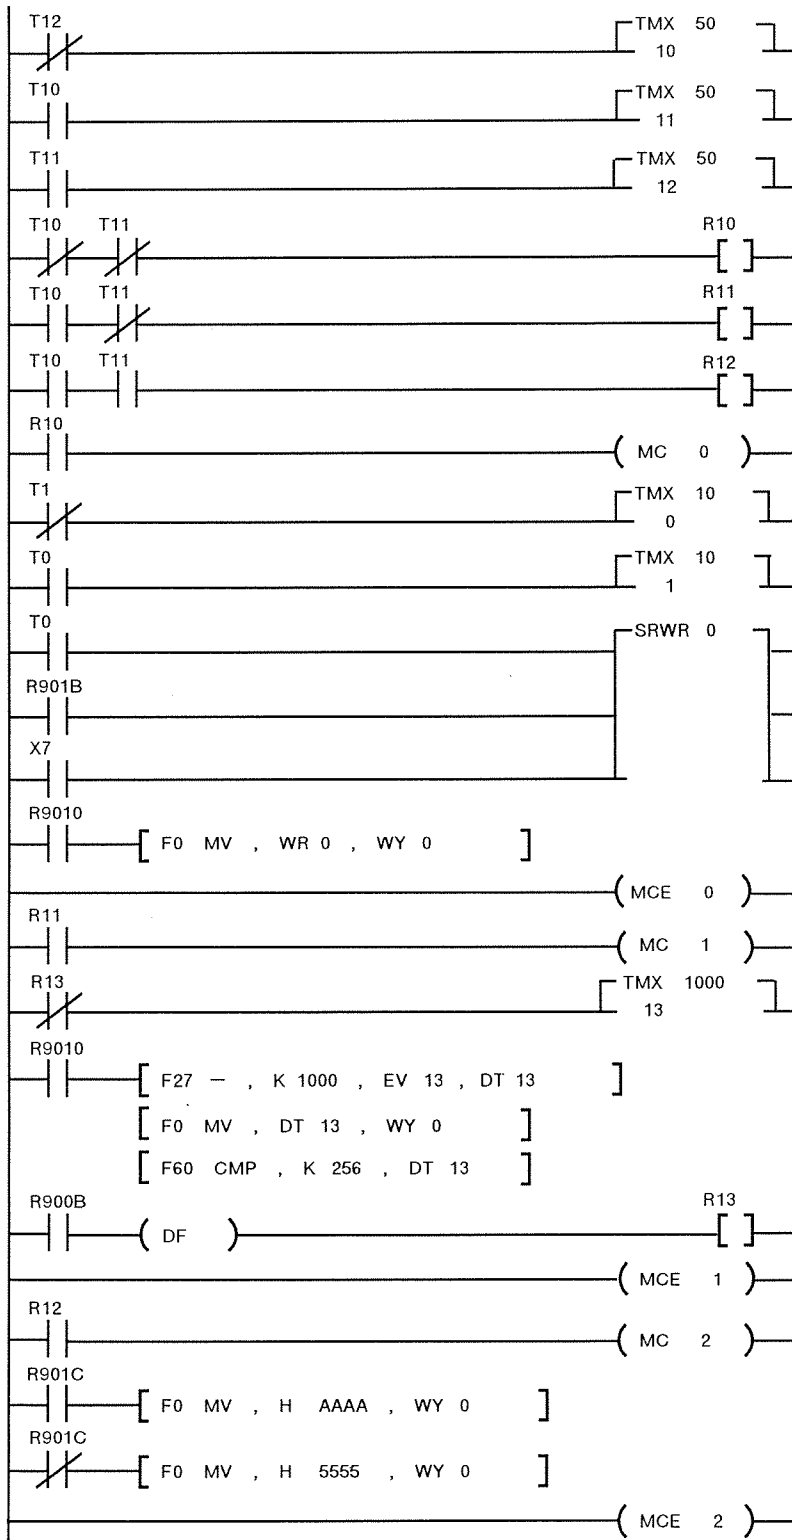 T12
TMX 50
10
T10
TMX 50
11
T11
TMX 50
12
T10 T11 R10
T10 T11 R11
T10 T11 R12
R10
MC 0
T1
TMX 10
0
T0
TMX 10
1
T0
SRWR 0
R901B
X7
R9010
F0 MV , WR 0 , WY 0
MCE 0
R11
MC 1
R13
TMX 1000
13
R9010
F27 − , K 1000 , EV 13 , DT 13
F0 MV , DT 13 , WY 0
F60 CMP , K 256 , DT 13
R900B R13
DF
MCE 1
R12
MC 2
R901C
F0 MV , H AAAA , WY 0
R901C
F0 MV , H 5555 , WY 0
MCE 2